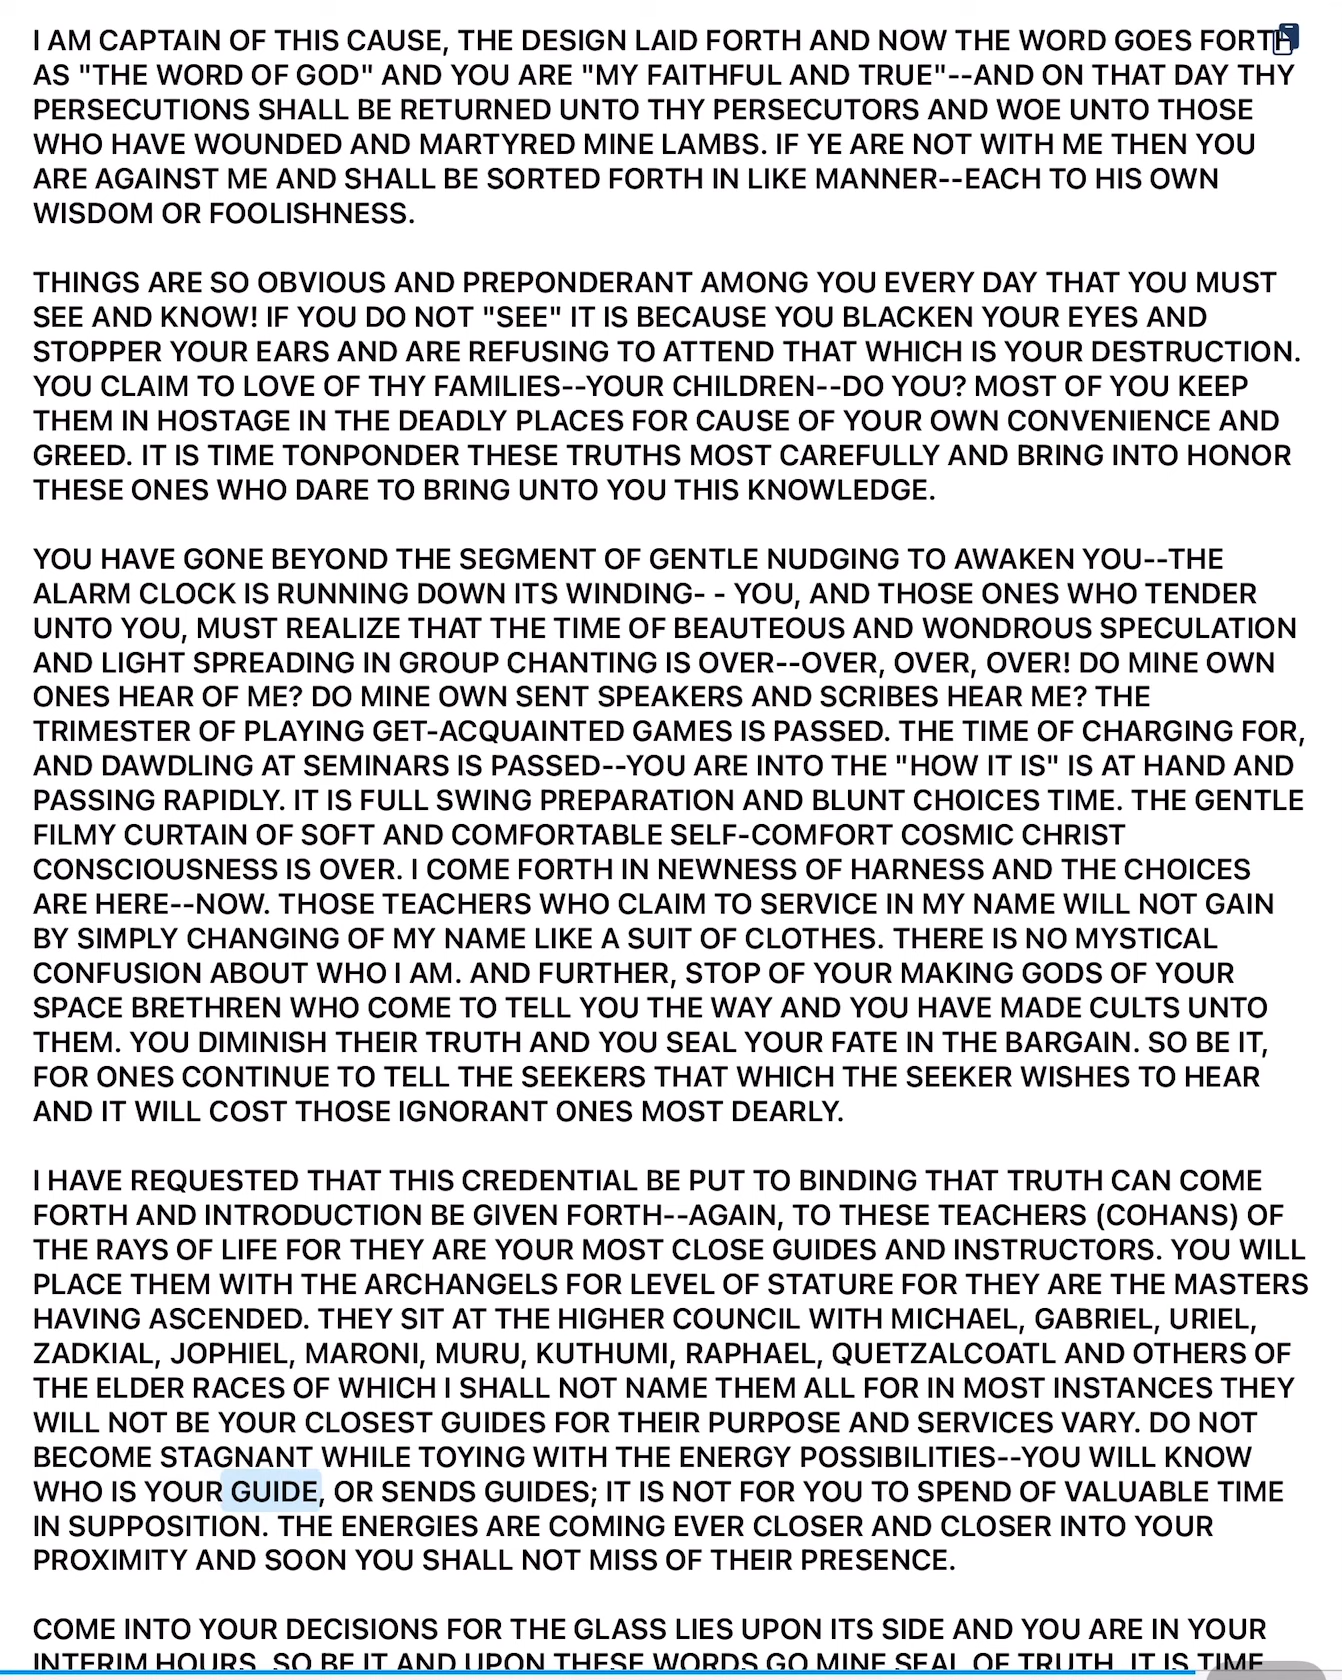 I AM CAPTAIN OF THIS CAUSE, THE DESIGN LAID FORTH AND NOW THE WORD GOES FORTH
AS "THE WORD OF GOD" AND YOU ARE "MY FAITHFUL AND TRUE"--AND ON THAT DAY THY
PERSECUTIONS SHALL BE RETURNED UNTO THY PERSECUTORS AND WOE UNTO THOSE
WHO HAVE WOUNDED AND MARTYRED MINE LAMBS. IF YE ARE NOT WITH ME THEN YOU
ARE AGAINST ME AND SHALL BE SORTED FORTH IN LIKE MANNER--EACH TO HIS OWN
WISDOM OR FOOLISHNESS.
THINGS ARE SO OBVIOUS AND PREPONDERANT AMONG YOU EVERY DAY THAT YOU MUST
SEE AND KNOW! IF YOU DO NOT "SEE" IT IS BECAUSE YOU BLACKEN YOUR EYES AND
STOPPER YOUR EARS AND ARE REFUSING TO ATTEND THAT WHICH IS YOUR DESTRUCTION.
YOU CLAIM TO LOVE OF THY FAMILIES--YOUR CHILDREN--DO YOU? MOST OF YOU KEEP
THEM IN HOSTAGE IN THE DEADLY PLACES FOR CAUSE OF YOUR OWN CONVENIENCE AND
GREED. IT IS TIME TONPONDER THESE TRUTHS MOST CAREFULLY AND BRING INTO HONOR
THESE ONES WHO DARE TO BRING UNTO YOU THIS KNOWLEDGE.
YOU HAVE GONE BEYOND THE SEGMENT OF GENTLE NUDGING TO AWAKEN YOU--THE
ALARM CLOCK IS RUNNING DOWN ITS WINDING- - YOU, AND THOSE ONES WHO TENDER
UNTO YOU, MUST REALIZE THAT THE TIME OF BEAUTEOUS AND WONDROUS SPECULATION
AND LIGHT SPREADING IN GROUP CHANTING IS OVER--OVER, OVER, OVER! DO MINE OWN
ONES HEAR OF ME? DO MINE OWN SENT SPEAKERS AND SCRIBES HEAR ME? THE
TRIMESTER OF PLAYING GET-ACQUAINTED GAMES IS PASSED. THE TIME OF CHARGING FOR,
AND DAWDLING AT SEMINARS IS PASSED--YOU ARE INTO THE "HOW IT IS" IS AT HAND AND
PASSING RAPIDLY. IT IS FULL SWING PREPARATION AND BLUNT CHOICES TIME. THE GENTLE
FILMY CURTAIN OF SOFT AND COMFORTABLE SELF-COMFORT COSMIC CHRIST
CONSCIOUSNESS IS OVER. I COME FORTH IN NEWNESS OF HARNESS AND THE CHOICES
ARE HERE--NOW. THOSE TEACHERS WHO CLAIM TO SERVICE IN MY NAME WILL NOT GAIN
BY SIMPLY CHANGING OF MY NAME LIKE A SUIT OF CLOTHES. THERE IS NO MYSTICAL
CONFUSION ABOUT WHO I AM. AND FURTHER, STOP OF YOUR MAKING GODS OF YOUR
SPACE BRETHREN WHO COME TO TELL YOU THE WAY AND YOU HAVE MADE CULTS UNTO
THEM. YOU DIMINISH THEIR TRUTH AND YOU SEAL YOUR FATE IN THE BARGAIN. SO BE IT,
FOR ONES CONTINUE TO TELL THE SEEKERS THAT WHICH THE SEEKER WISHES TO HEAR
AND IT WILL COST THOSE IGNORANT ONES MOST DEARLY.
I HAVE REQUESTED THAT THIS CREDENTIAL BE PUT TO BINDING THAT TRUTH CAN COME
FORTH AND INTRODUCTION BE GIVEN FORTH--AGAIN, TO THESE TEACHERS (COHANS) OF
THE RAYS OF LIFE FOR THEY ARE YOUR MOST CLOSE GUIDES AND INSTRUCTORS. YOU WILL
PLACE THEM WITH THE ARCHANGELS FOR LEVEL OF STATURE FOR THEY ARE THE MASTERS
HAVING ASCENDED. THEY SIT AT THE HIGHER COUNCIL WITH MICHAEL, GABRIEL, URIEL,
ZADKIAL, JOPHIEL, MARONI, MURU, KUTHUMI, RAPHAEL, QUETZALCOATL AND OTHERS OF
THE ELDER RACES OF WHICH I SHALL NOT NAME THEM ALL FOR IN MOST INSTANCES THEY
WILL NOT BE YOUR CLOSEST GUIDES FOR THEIR PURPOSE AND SERVICES VARY. DO NOT
BECOME STAGNANT WHILE TOYING WITH THE ENERGY POSSIBILITIES--YOU WILL KNOW
WHO IS YOUR GUIDE, OR SENDS GUIDES; IT IS NOT FOR YOU TO SPEND OF VALUABLE TIME
IN SUPPOSITION. THE ENERGIES ARE COMING EVER CLOSER AND CLOSER INTO YOUR
PROXIMITY AND SOON YOU SHALL NOT MISS OF THEIR PRESENCE.
COME INTO YOUR DECISIONS FOR THE GLASS LIES UPON ITS SIDE AND YOU ARE IN YOUR
INTERIM HOURS. SO BE IT AND UPON THESE WORDS GO MINE SEAL OF TRUTH. IT IS TIME